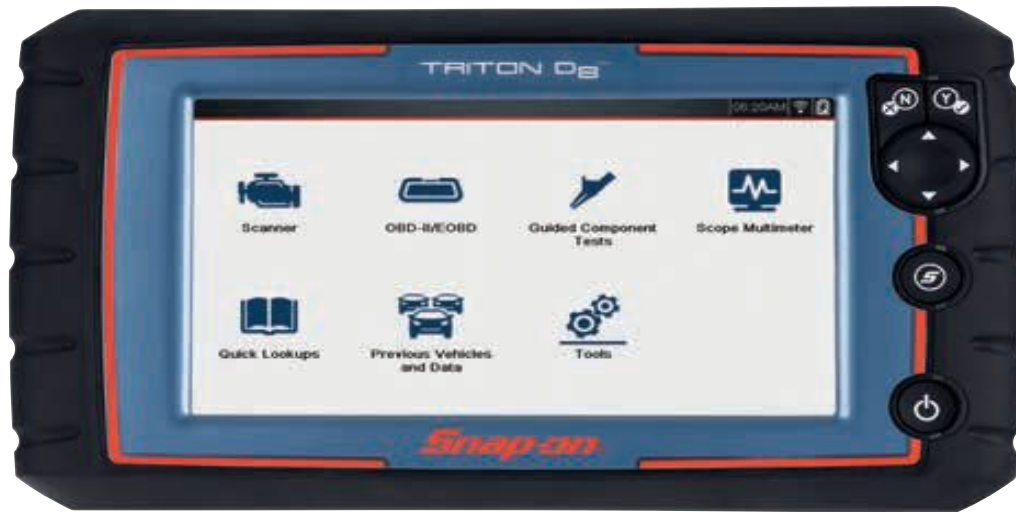 TRITON D8
06:20AM
N Y
Scanner
OBD-II/EOBD
Guided Component
Tests
Scope Multimeter
Quick Lookups
Previous Vehicles
and Data
Tools
S
Snap-on